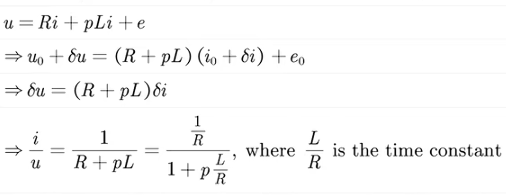 u = Ri + pLi + e
⇒ u₀ + δu = (R + pL)(i₀ + δi) + e₀
⇒ δu = (R + pL)δi
⇒ i/u = 1/(R + pL) = (1/R)/(1 + p L/R), where L/R is the time constant